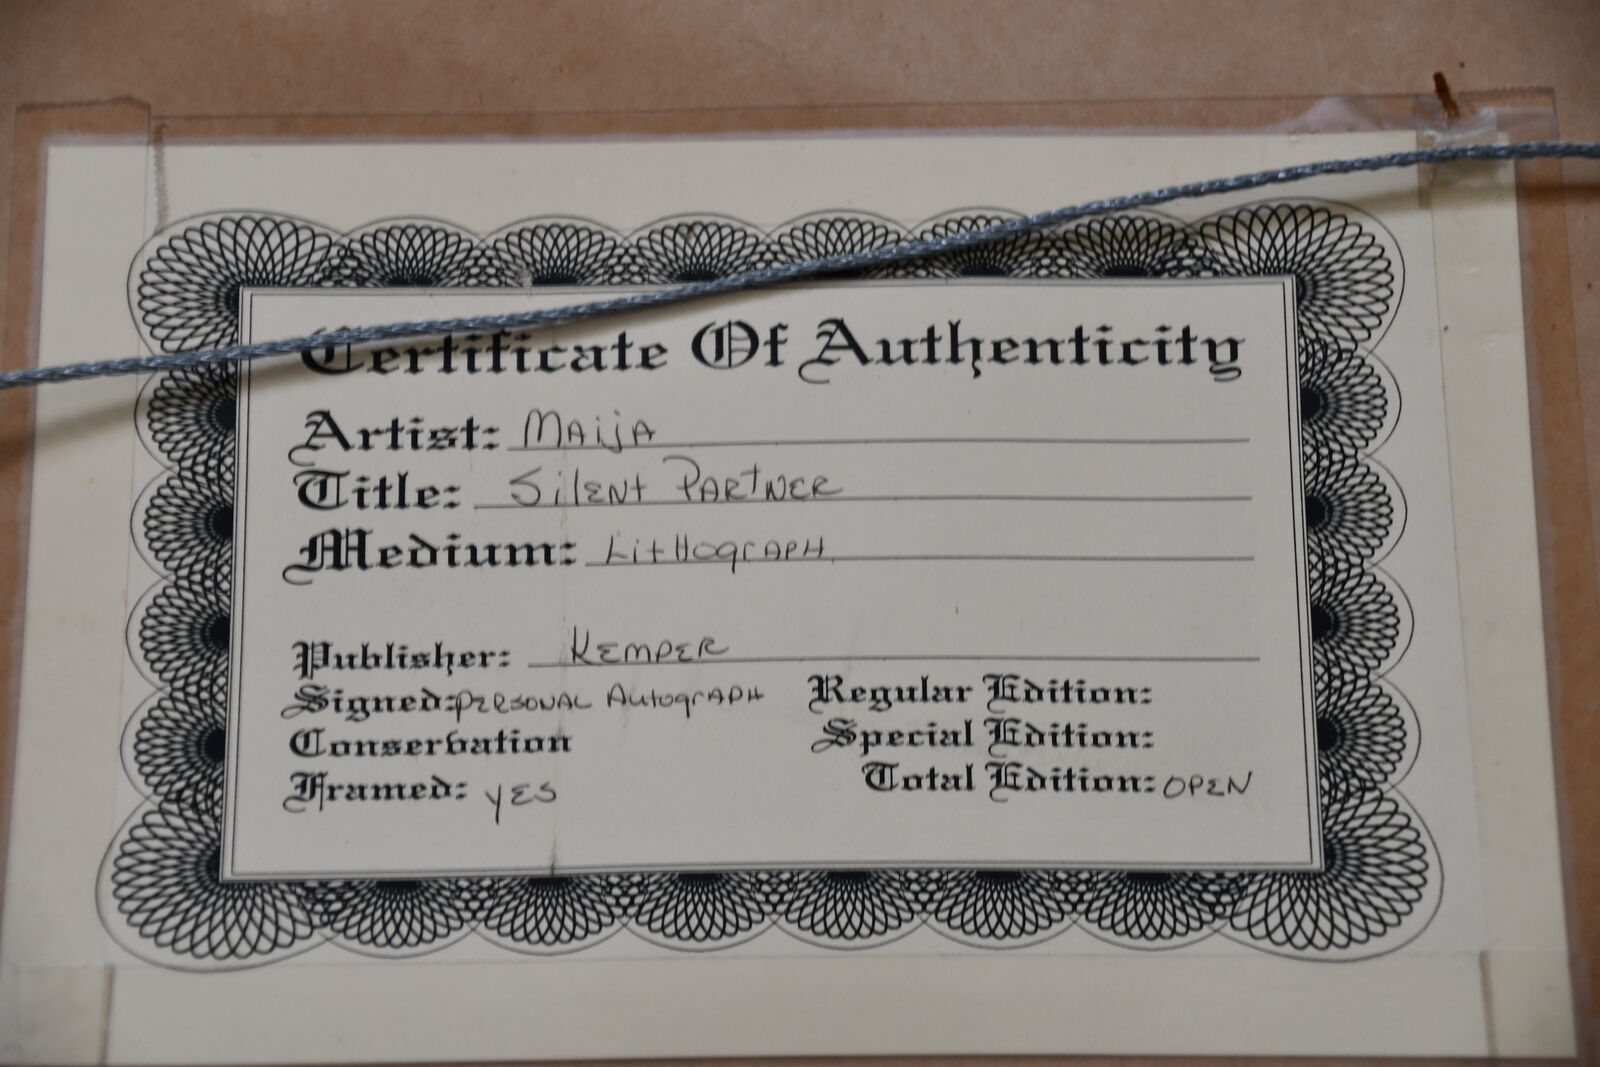 Certificate Of Authenticity
Artist: Maija
Title: Silent Partner
Medium: Lithograph
Publisher: Kemper
Signed: Personal Autograph
Conservation
Framed: Yes
Regular Edition:
Special Edition:
Total Edition: Open